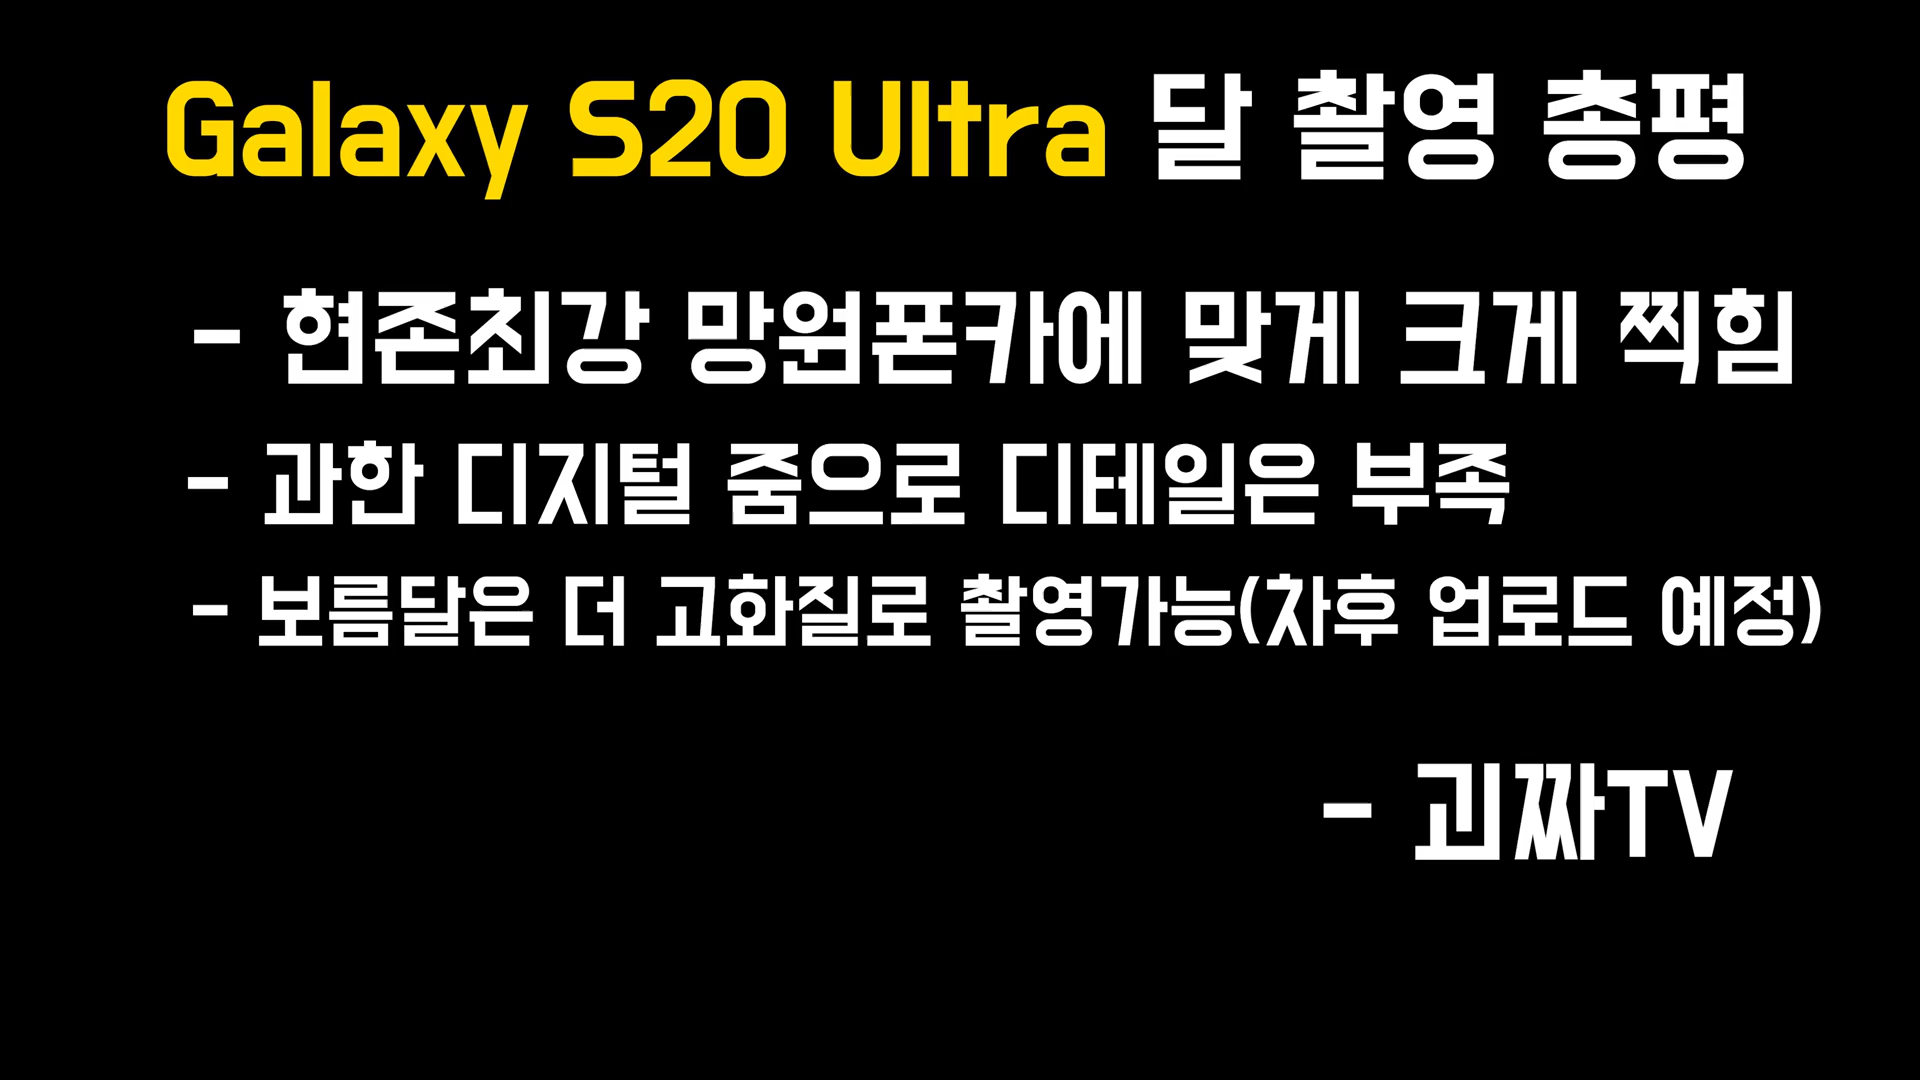 Galaxy S20 Ultra 달 촬영 총평
- 현존최강 망원폰카에 맞게 크게 찍힘
- 과한 디지털 줌으로 디테일은 부족
- 보름달은 더 고화질로 촬영가능(차후 업로드 예정)
- 괴짜TV